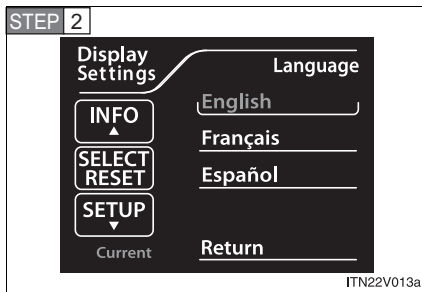 STEP 2
Display
Settings
Language
INFO
SELECT
RESET
SETUP
Current
English
Français
Español
Return
ITN22V013a